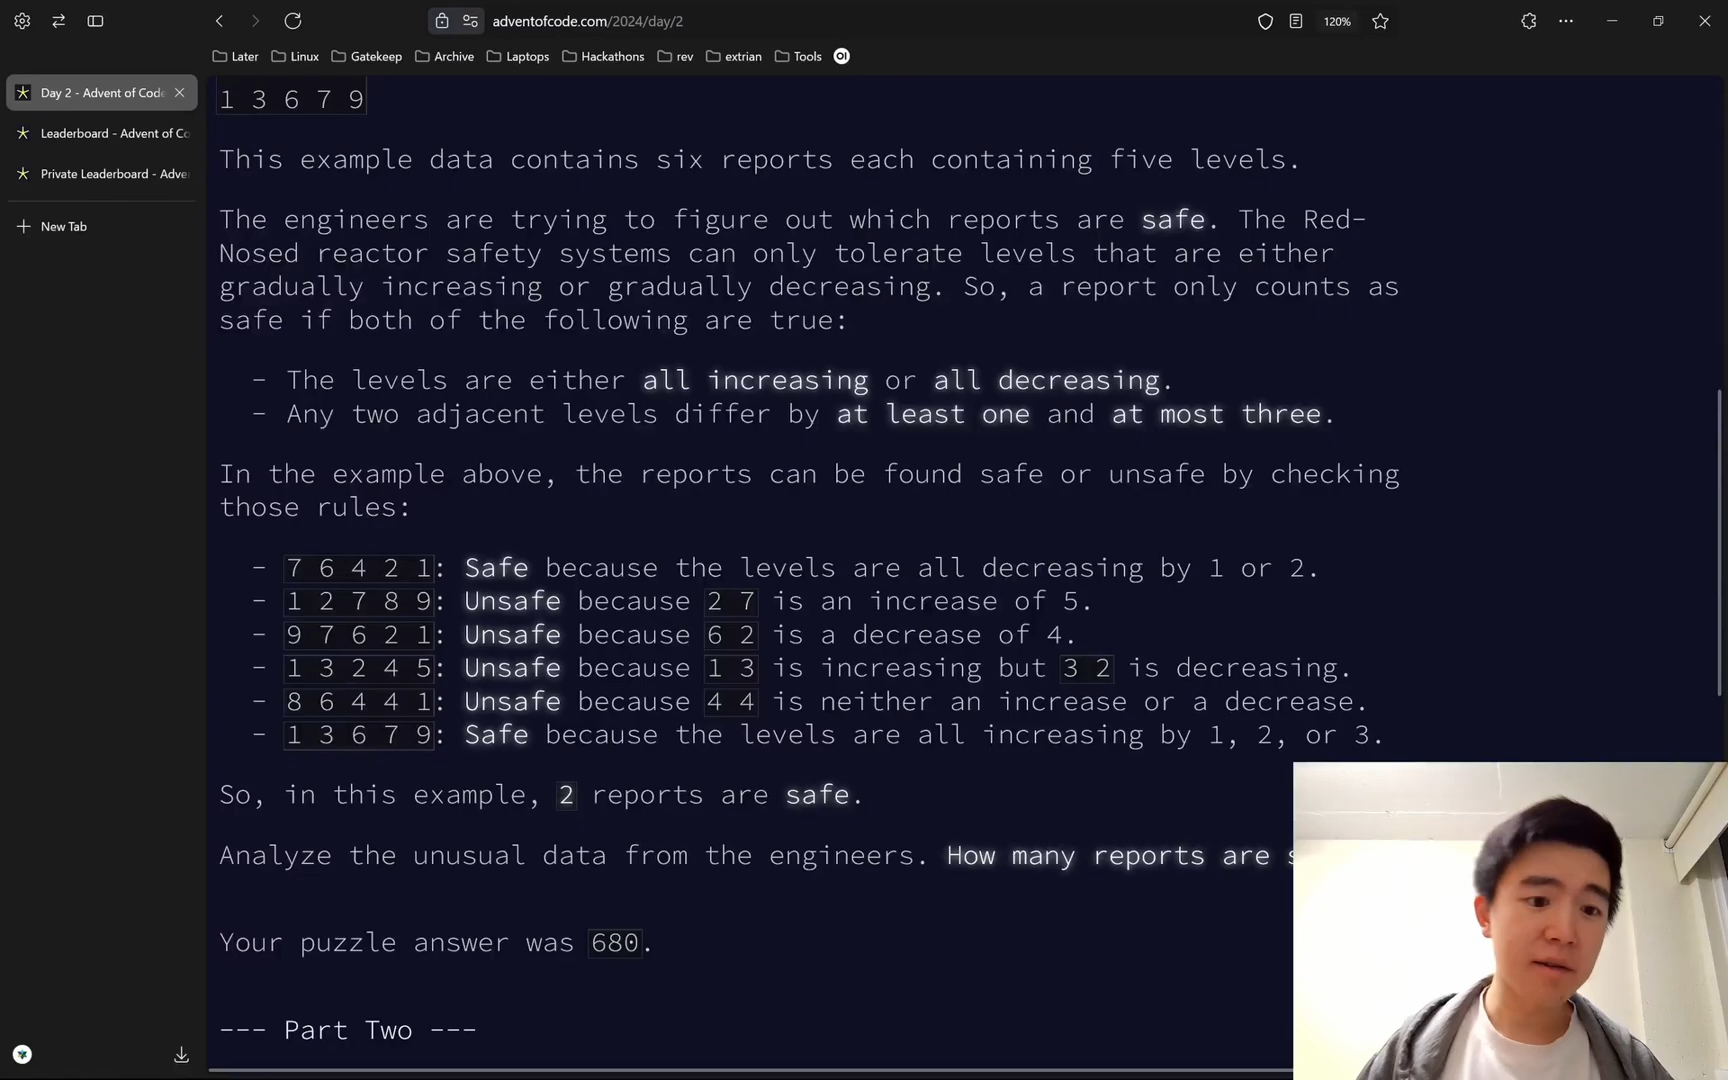 adventofcode.com/2024/day/2
120%
Later Linux Gatekeep Archive Laptops Hackathons rev extrian Tools
Day 2 - Advent of Code
Leaderboard - Advent of Co
Private Leaderboard - Adve
New Tab
1 3 6 7 9
This example data contains six reports each containing five levels.
The engineers are trying to figure out which reports are safe. The Red-
Nosed reactor safety systems can only tolerate levels that are either
gradually increasing or gradually decreasing. So, a report only counts as
safe if both of the following are true:
- The levels are either all increasing or all decreasing.
- Any two adjacent levels differ by at least one and at most three.
In the example above, the reports can be found safe or unsafe by checking
those rules:
- 7 6 4 2 1: Safe because the levels are all decreasing by 1 or 2.
- 1 2 7 8 9: Unsafe because 2 7 is an increase of 5.
- 9 7 6 2 1: Unsafe because 6 2 is a decrease of 4.
- 1 3 2 4 5: Unsafe because 1 3 is increasing but 3 2 is decreasing.
- 8 6 4 4 1: Unsafe because 4 4 is neither an increase or a decrease.
- 1 3 6 7 9: Safe because the levels are all increasing by 1, 2, or 3.
So, in this example, 2 reports are safe.
Analyze the unusual data from the engineers. How many reports are s
Your puzzle answer was 680.
--- Part Two ---